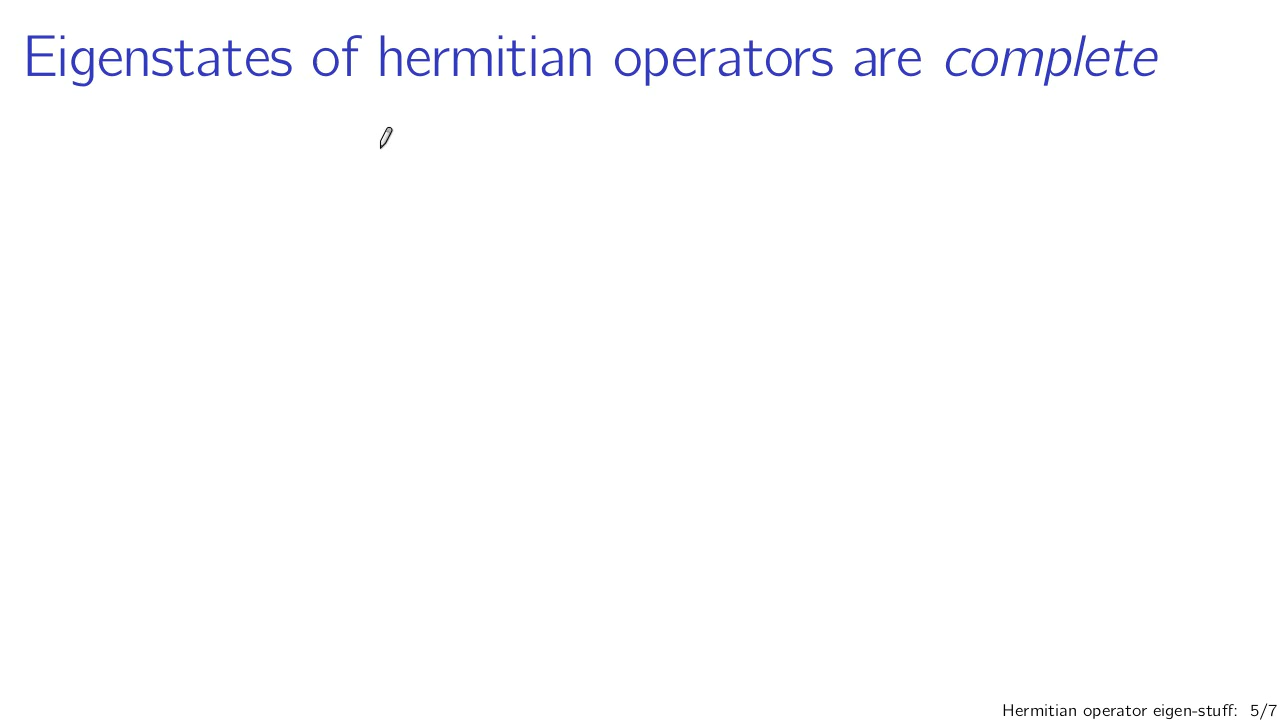 Eigenstates of hermitian operators are complete
Hermitian operator eigen-stuff: 5/7